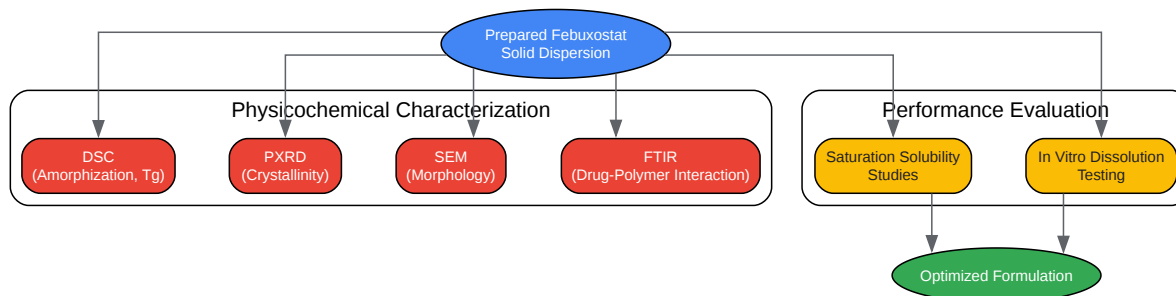 Prepared Febuxostat
Solid Dispersion
Physicochemical Characterization
DSC
(Amorphization, Tg)
PXRD
(Crystallinity)
SEM
(Morphology)
FTIR
(Drug-Polymer Interaction)
Performance Evaluation
Saturation Solubility
Studies
In Vitro Dissolution
Testing
Optimized Formulation